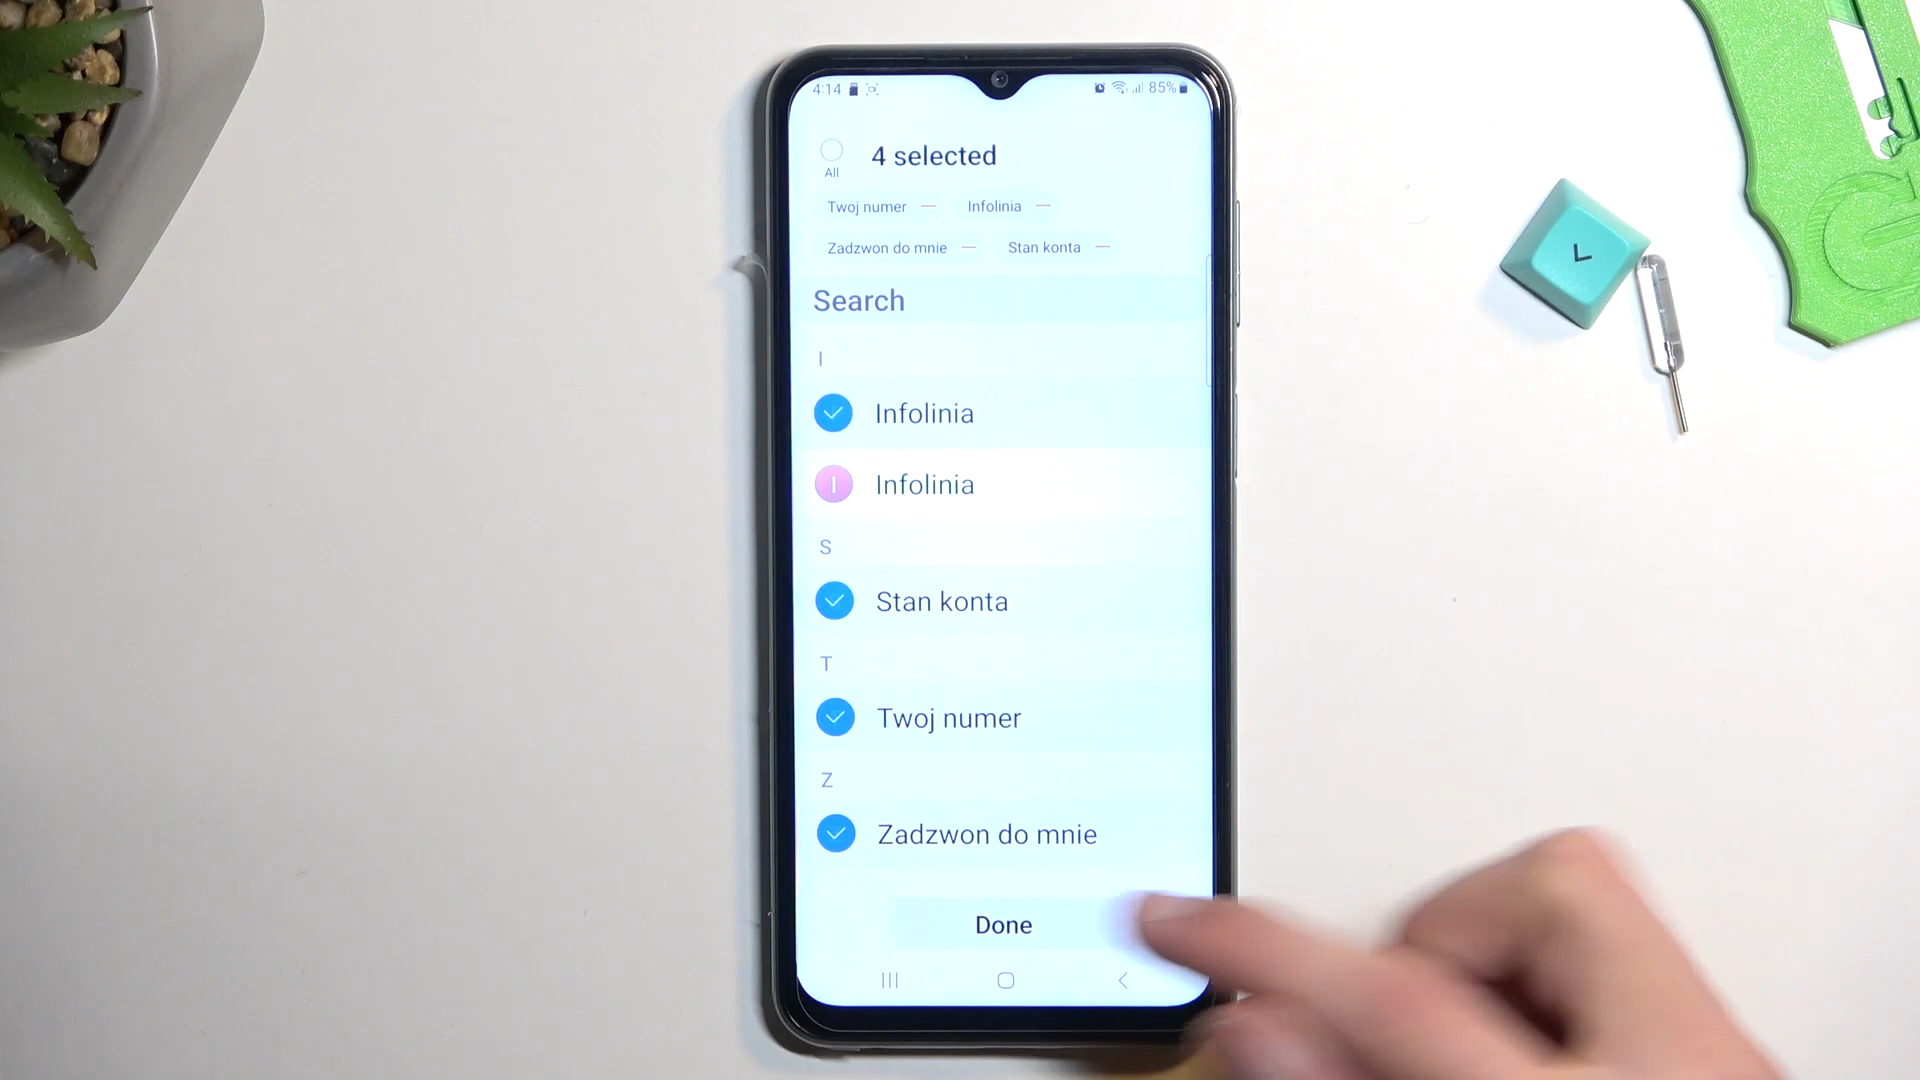 4:14 85%
4 selected
All
Twoj numer Infolinia
Zadzwon do mnie Stan konta
Search
I
Infolinia
I Infolinia
S
Stan konta
T
Twoj numer
Z
Zadzwon do mnie
Done